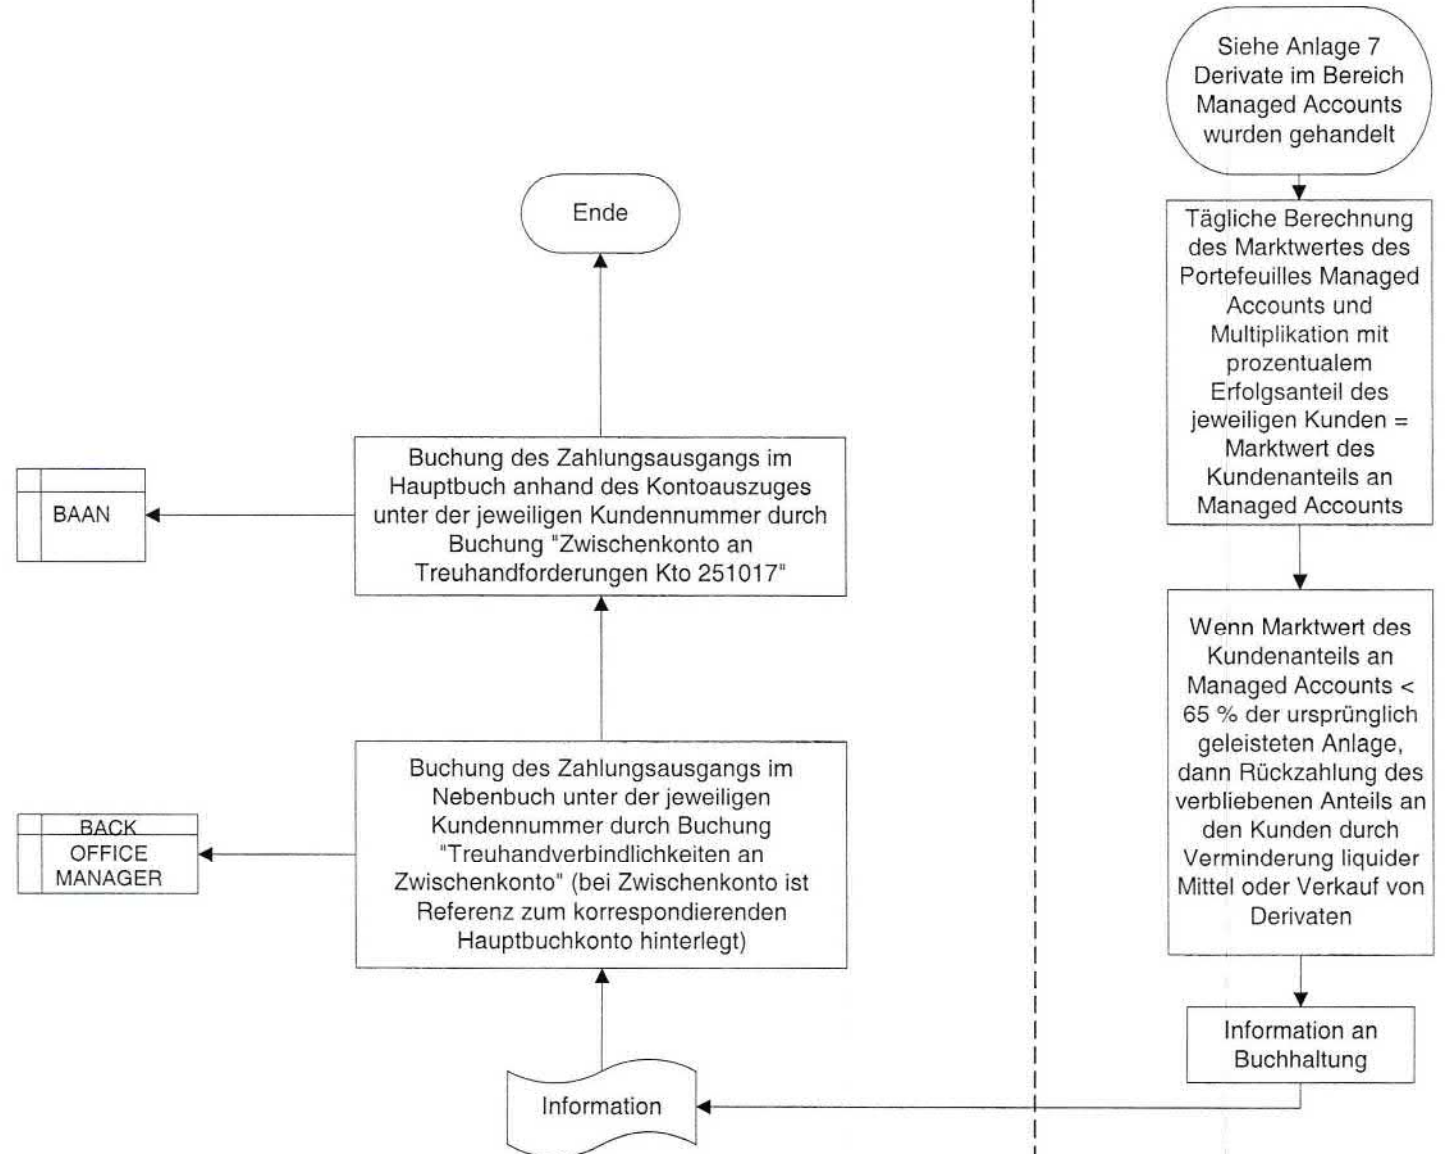 Siehe Anlage 7
Derivate im Bereich
Managed Accounts
wurden gehandelt
Tägliche Berechnung
des Marktwertes des
Portefeuilles Managed
Accounts und
Multiplikation mit
prozentualem
Erfolgsanteil des
jeweiligen Kunden =
Marktwert des
Kundenanteils an
Managed Accounts
Wenn Marktwert des
Kundenanteils an
Managed Accounts <
65 % der ursprünglich
geleisteten Anlage,
dann Rückzahlung des
verbliebenen Anteils an
den Kunden durch
Verminderung liquider
Mittel oder Verkauf von
Derivaten
Information an
Buchhaltung
Information
Buchung des Zahlungsausgangs im
Nebenbuch unter der jeweiligen
Kundennummer durch Buchung
"Treuhandverbindlichkeiten an
Zwischenkonto" (bei Zwischenkonto ist
Referenz zum korrespondierenden
Hauptbuchkonto hinterlegt)
BACK
OFFICE
MANAGER
Buchung des Zahlungsausgangs im
Hauptbuch anhand des Kontoauszuges
unter der jeweiligen Kundennummer durch
Buchung "Zwischenkonto an
Treuhandforderungen Kto 251017"
BAAN
Ende